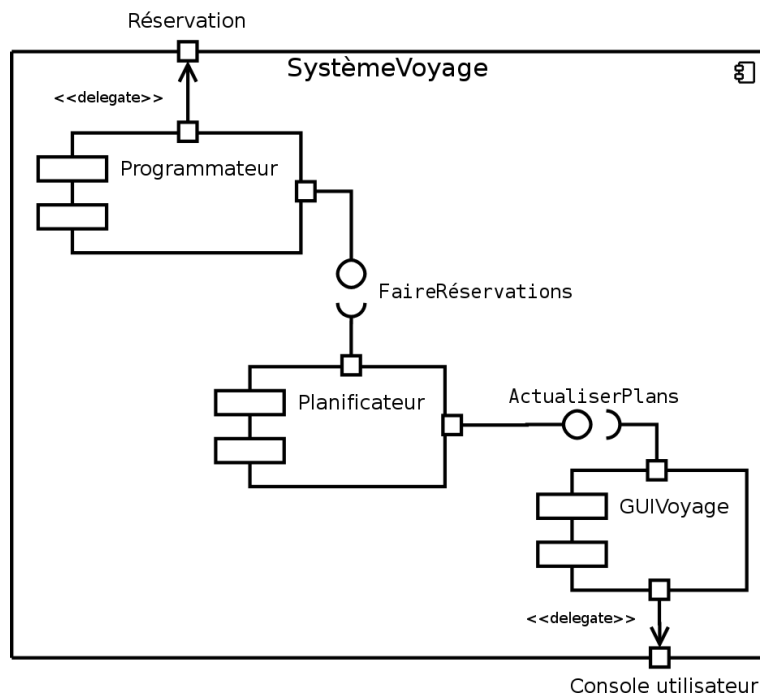 Réservation
SystèmeVoyage
<<delegate>>
Programmateur
FaireRéservations
Planificateur
ActualiserPlans
GUIVoyage
<<delegate>>
Console utilisateur